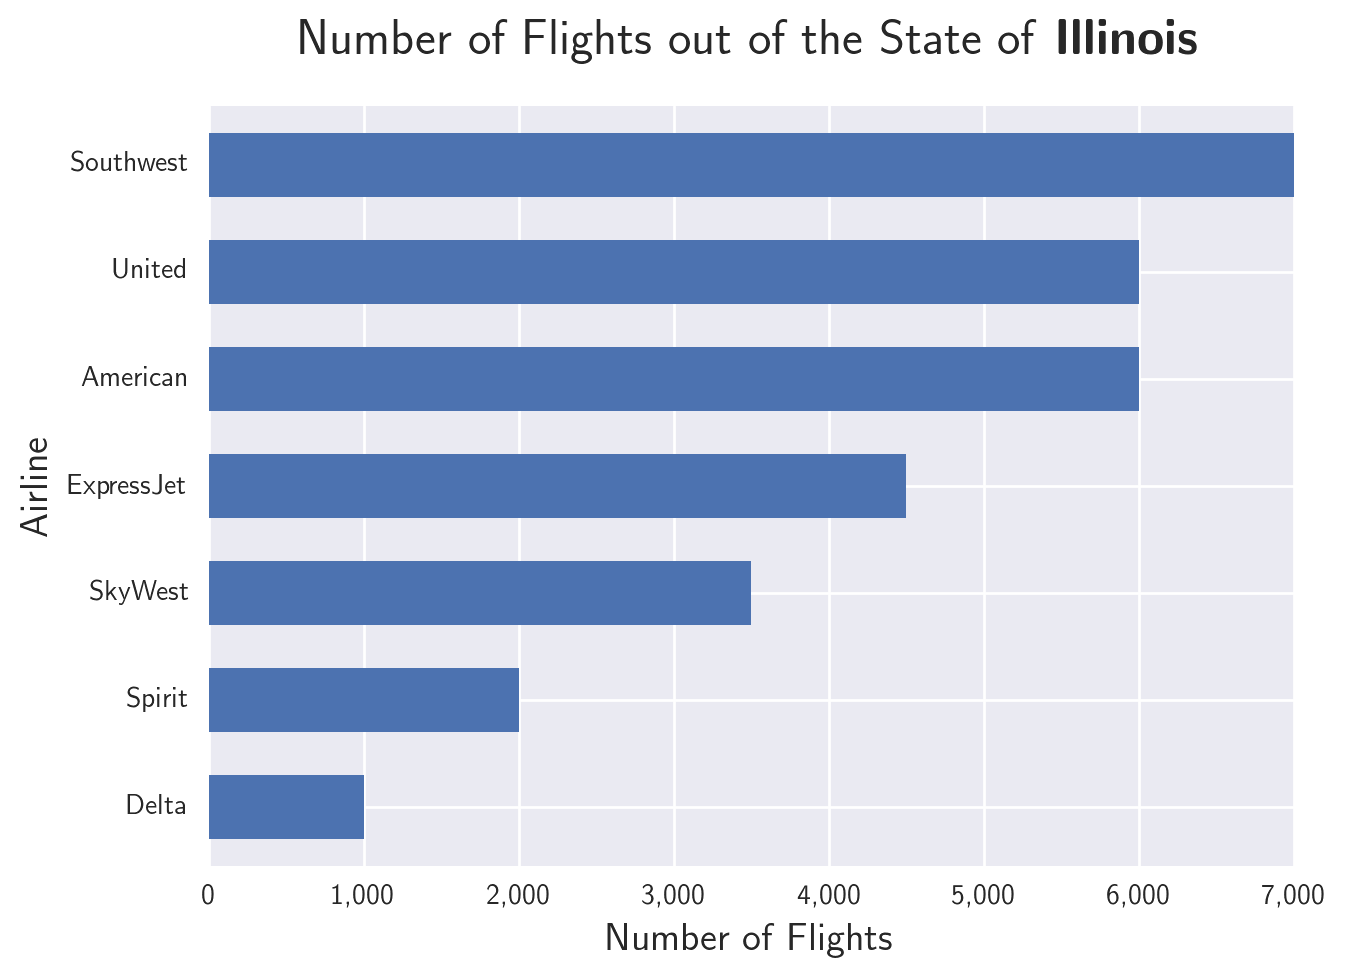 Number of Flights out of the State of Illinois
Southwest
United
American
ExpressJet
SkyWest
Spirit
Delta
Airline
0 1,000 2,000 3,000 4,000 5,000 6,000 7,000
Number of Flights